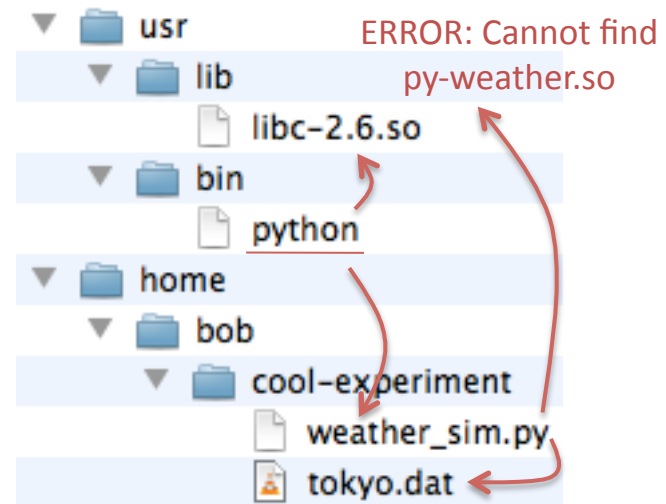 usr
ERROR: Cannot find
py-weather.so
lib
libc-2.6.so
bin
python
home
bob
cool-experiment
weather_sim.py
tokyo.dat